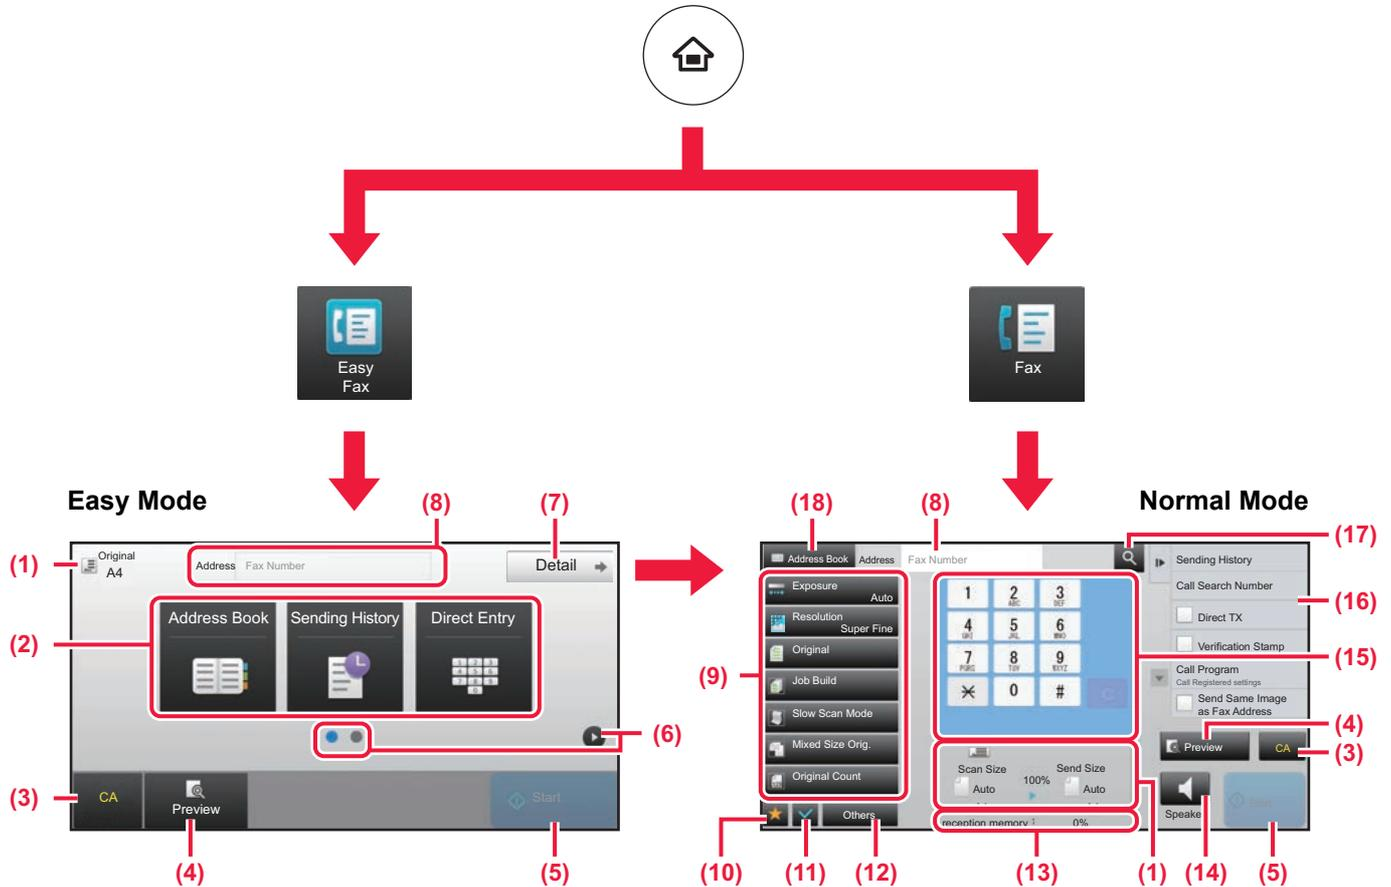 Easy
Fax
Fax
Easy Mode
(8)
(7)
(1)
Original
A4
Address
Fax Number
Detail
(2)
Address Book
Sending History
Direct Entry
(6)
(3)
CA
Preview
Start
(4)
(5)
Normal Mode
(18)
(8)
(17)
Address Book
Address
Fax Number
Sending History
Call Search Number
(16)
Direct TX
Verification Stamp
(15)
Call Program
Call Registered settings
Send Same Image
as Fax Address
(4)
Preview
CA
(3)
(9)
Exposure
Auto
Resolution
Super Fine
Original
Job Build
Slow Scan Mode
Mixed Size Orig.
Original Count
Others
1 2 3
ABC DEF
4 5 6
GHI JKL MNO
7 8 9
PQRS TUV WXYZ
0 #
C
Scan Size
Auto
100%
Send Size
Auto
reception memory : 0%
Speaker
(10)
(11)
(12)
(13)
(1)
(14)
(5)